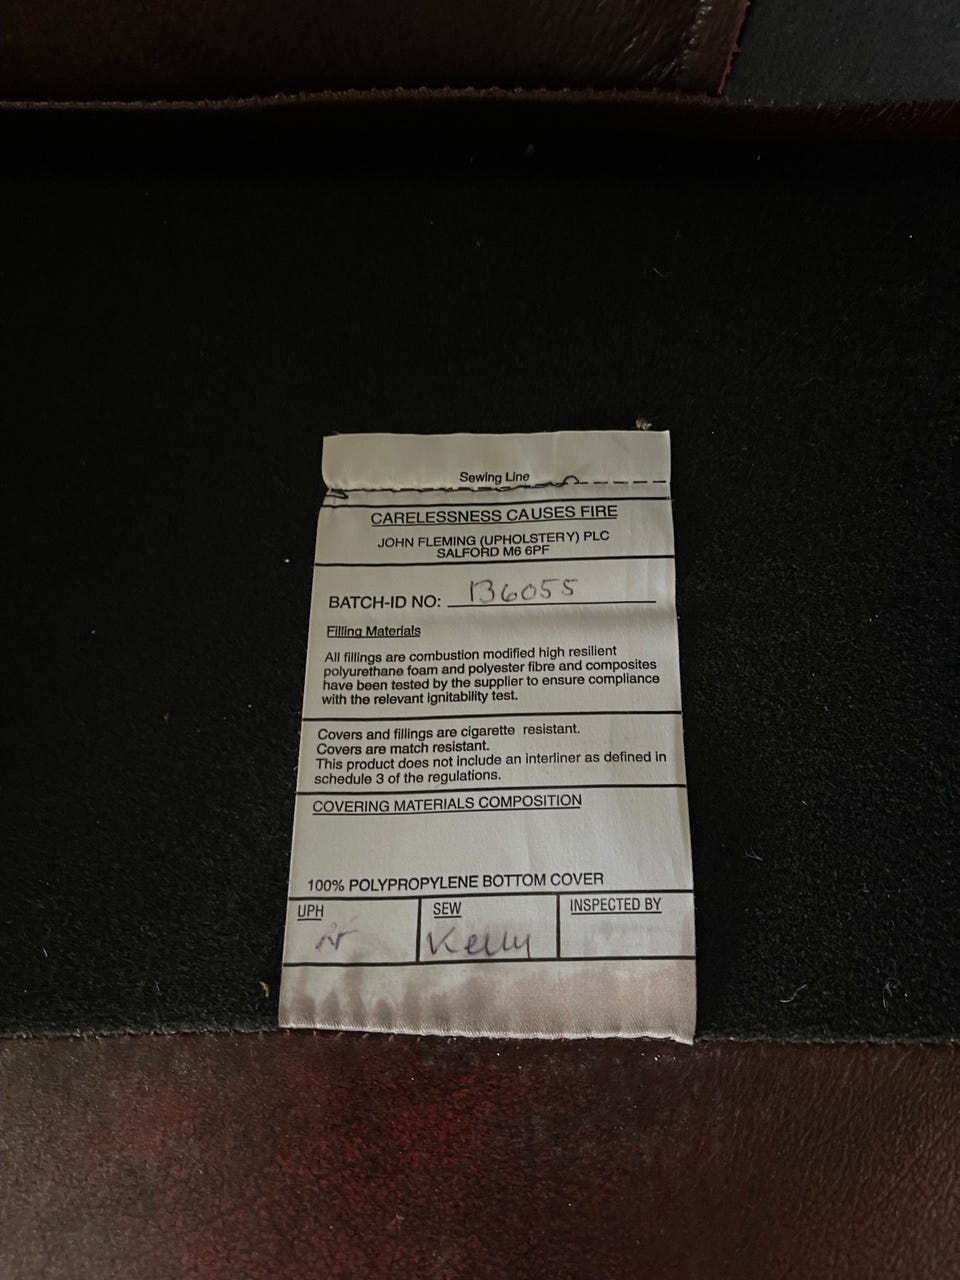 Sewing Line
CARELESSNESS CAUSES FIRE
JOHN FLEMING (UPHOLSTERY) PLC
SALFORD M6 6PF
BATCH-ID NO: 136055
Filling Materials
All fillings are combustion modified high resilient
polyurethane foam and polyester fibre and composites
have been tested by the supplier to ensure compliance
with the relevant ignitability test.
Covers and fillings are cigarette resistant.
Covers are match resistant.
This product does not include an interliner as defined in
schedule 3 of the regulations.
COVERING MATERIALS COMPOSITION
100% POLYPROPYLENE BOTTOM COVER
UPH SEW INSPECTED BY
Kelly